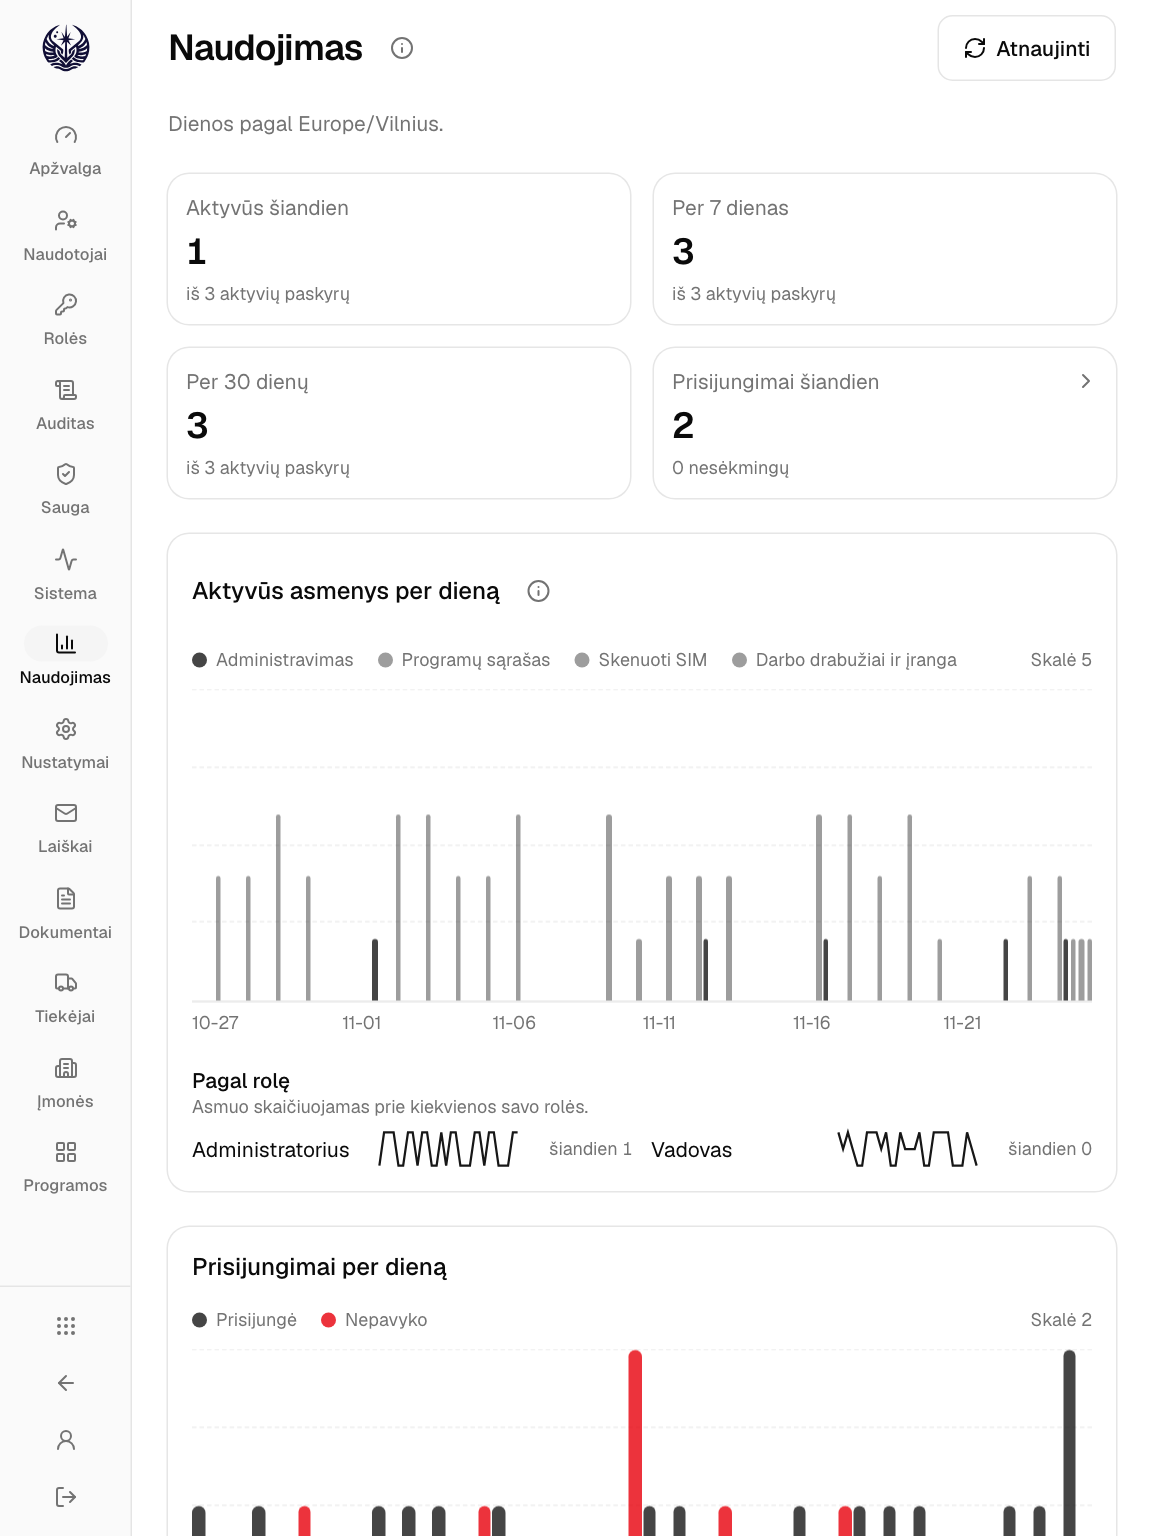 Naudojimas
Atnaujinti
Dienos pagal Europe/Vilnius.
Apžvalga
Naudotojai
Rolės
Auditas
Sauga
Sistema
Naudojimas
Nustatymai
Laiškai
Dokumentai
Tiekėjai
Įmonės
Programos
Aktyvūs šiandien
1
iš 3 aktyvių paskyrų
Per 7 dienas
3
iš 3 aktyvių paskyrų
Per 30 dienų
3
iš 3 aktyvių paskyrų
Prisijungimai šiandien
2
0 nesėkmingų
Aktyvūs asmenys per dieną
Administravimas Programų sąrašas Skenuoti SIM Darbo drabužiai ir įranga Skalė 5
10-27 11-01 11-06 11-11 11-16 11-21
Pagal rolę
Asmuo skaičiuojamas prie kiekvienos savo rolės.
Administratorius šiandien 1 Vadovas šiandien 0
Prisijungimai per dieną
Prisijungė Nepavyko Skalė 2